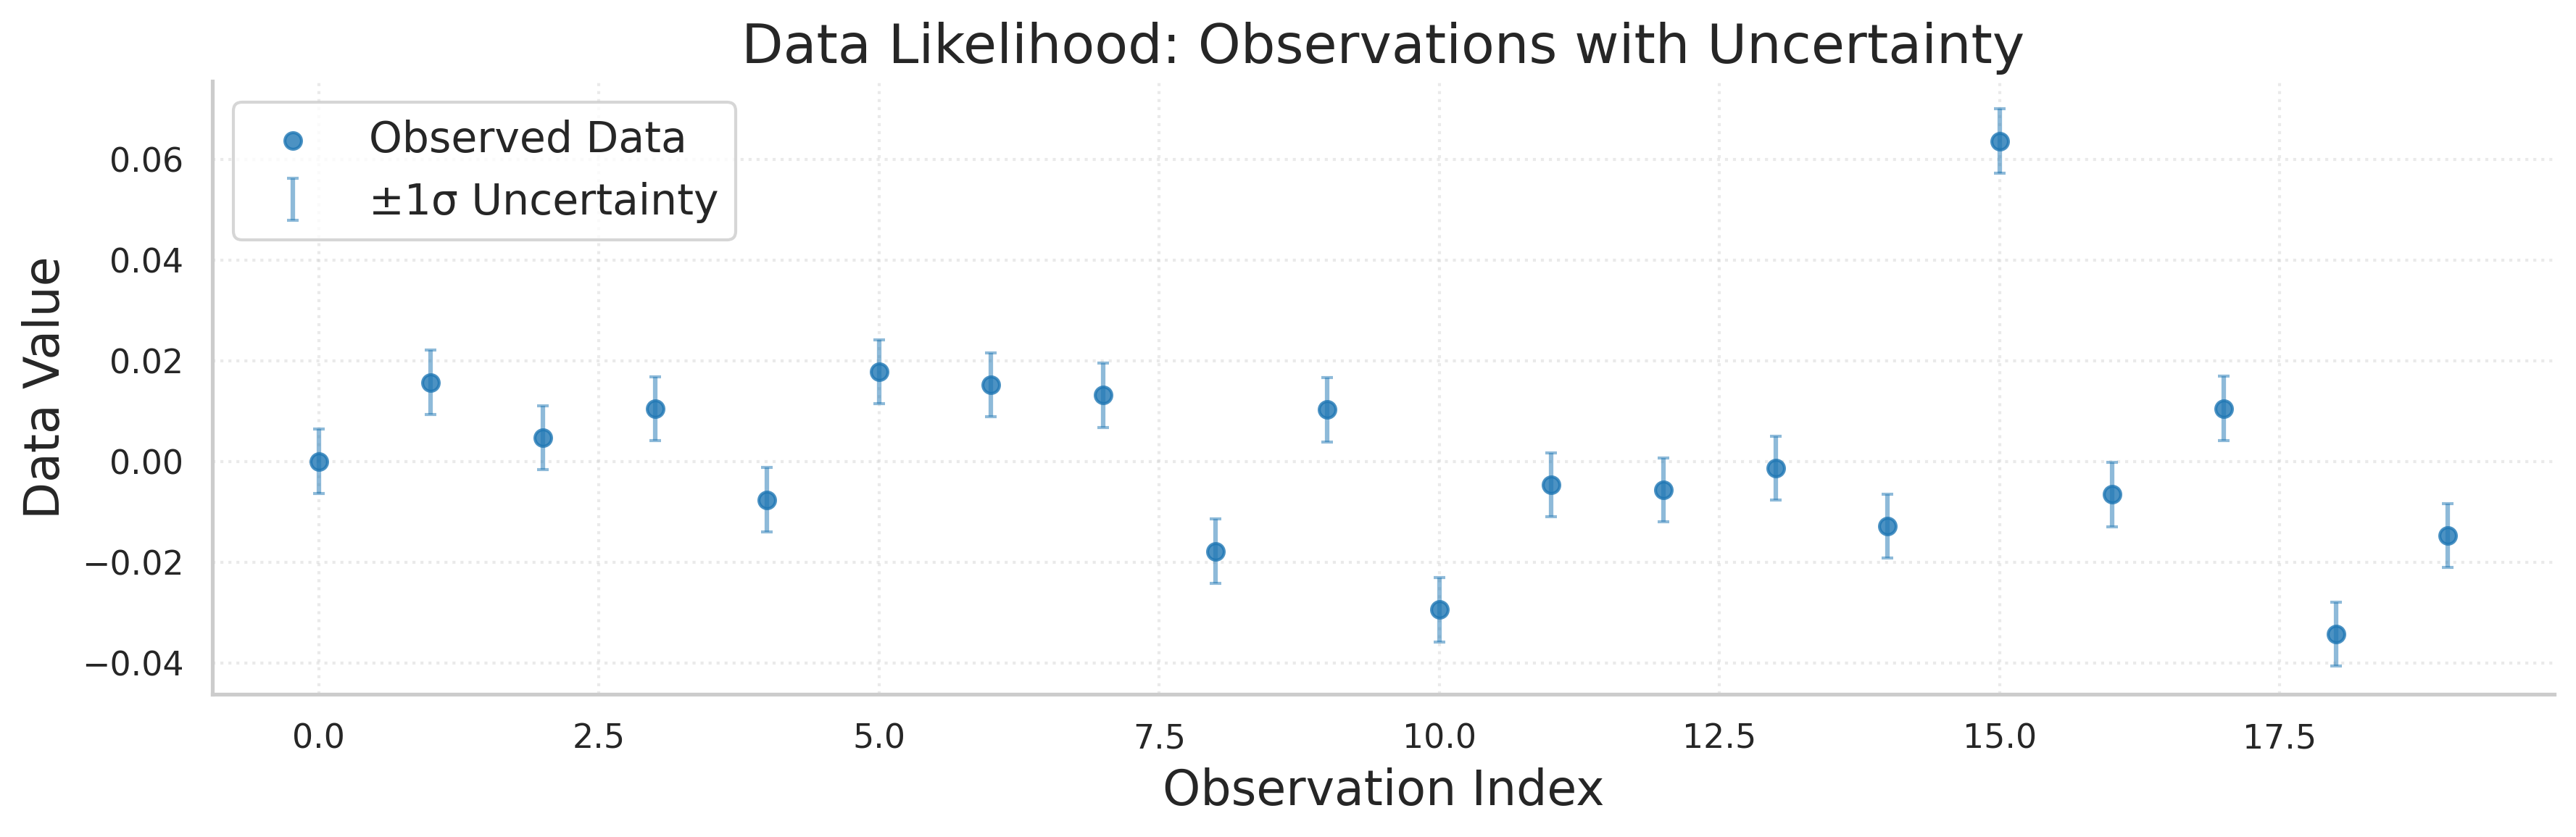 Data Likelihood: Observations with Uncertainty
Observed Data
±1σ Uncertainty
Data Value
0.06
0.04
0.02
0.00
−0.02
−0.04
0.0 2.5 5.0 7.5 10.0 12.5 15.0 17.5
Observation Index